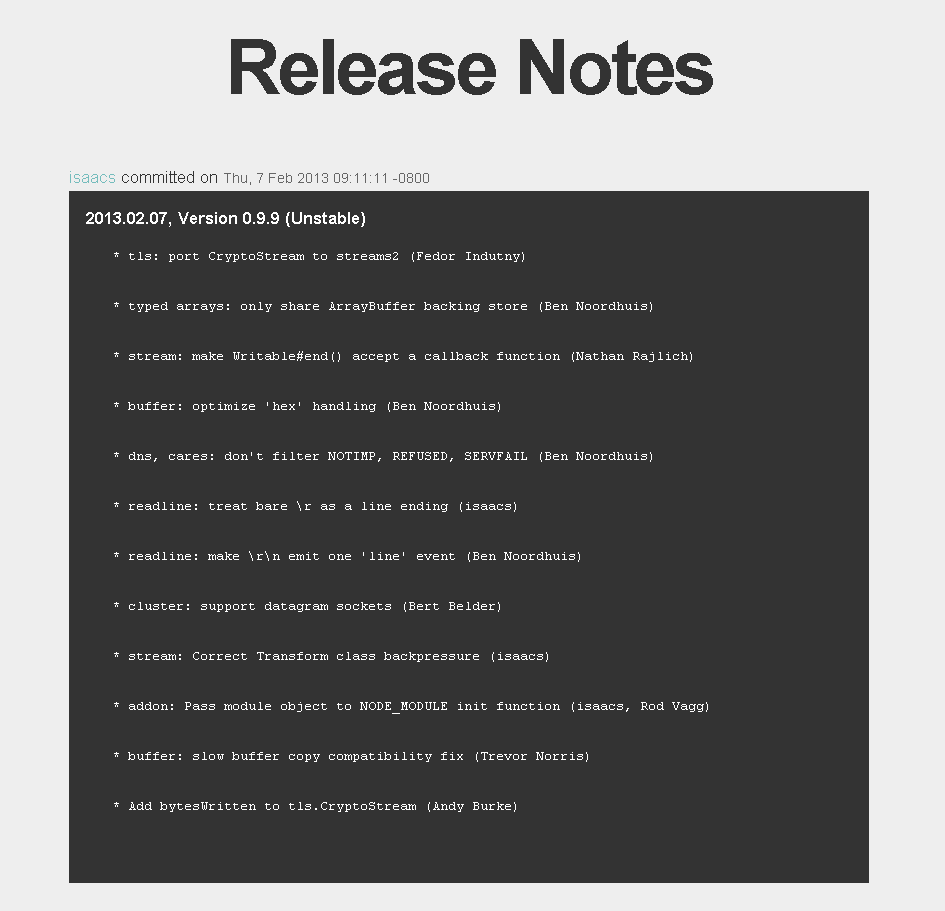 Release Notes
isaacs committed on Thu, 7 Feb 2013 09:11:11 -0800
2013.02.07, Version 0.9.9 (Unstable)
* tls: port CryptoStream to streams2 (Fedor Indutny)
* typed arrays: only share ArrayBuffer backing store (Ben Noordhuis)
* stream: make Writable#end() accept a callback function (Nathan Rajlich)
* buffer: optimize 'hex' handling (Ben Noordhuis)
* dns, cares: don't filter NOTIMP, REFUSED, SERVFAIL (Ben Noordhuis)
* readline: treat bare \r as a line ending (isaacs)
* readline: make \r\n emit one 'line' event (Ben Noordhuis)
* cluster: support datagram sockets (Bert Belder)
* stream: Correct Transform class backpressure (isaacs)
* addon: Pass module object to NODE_MODULE init function (isaacs, Rod Vagg)
* buffer: slow buffer copy compatibility fix (Trevor Norris)
* Add bytesWritten to tls.CryptoStream (Andy Burke)